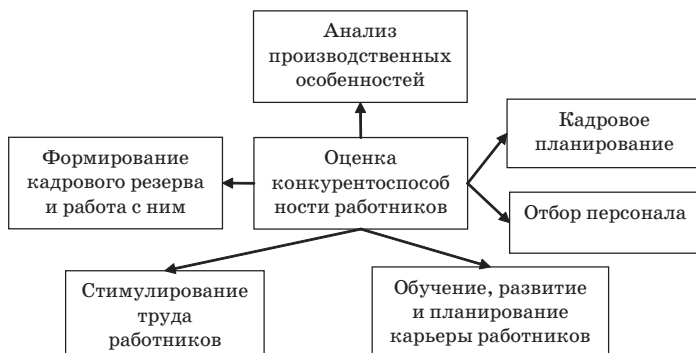 Анализ
производственных
особенностей
Кадровое
планирование
Формирование
кадрового резерва
и работа с ним
Оценка
конкурентоспособ
ности работников
Отбор персонала
Стимулирование
труда
работников
Обучение, развитие
и планирование
карьеры работников